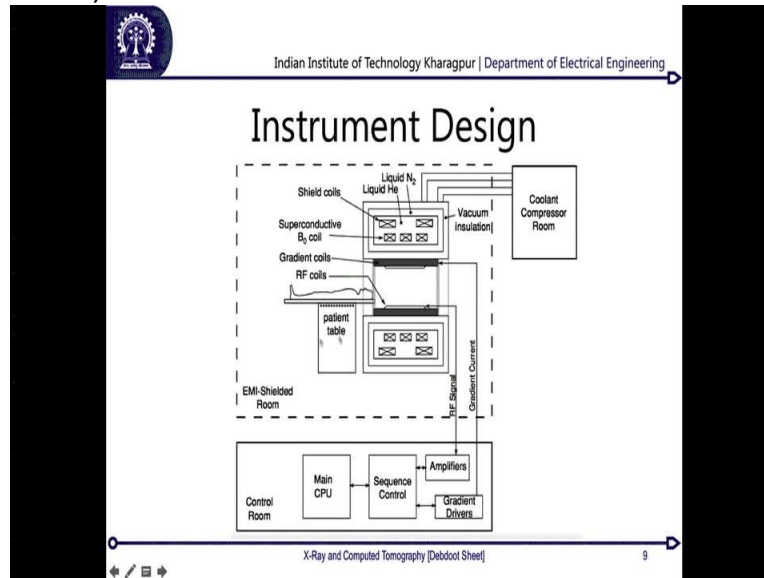 Indian Institute of Technology Kharagpur | Department of Electrical Engineering
Instrument Design
Liquid N2
Liquid He
Shield coils
Vacuum
insulation
Superconductive
B0 coil
Gradient coils
RF coils
Coolant
Compressor
Room
patient
table
EMI-Shielded
Room
RF Signal
Gradient Current
Main
CPU
Sequence
Control
Amplifiers
Gradient
Drivers
Control
Room
X-Ray and Computed Tomography [Debdoot Sheet]
9